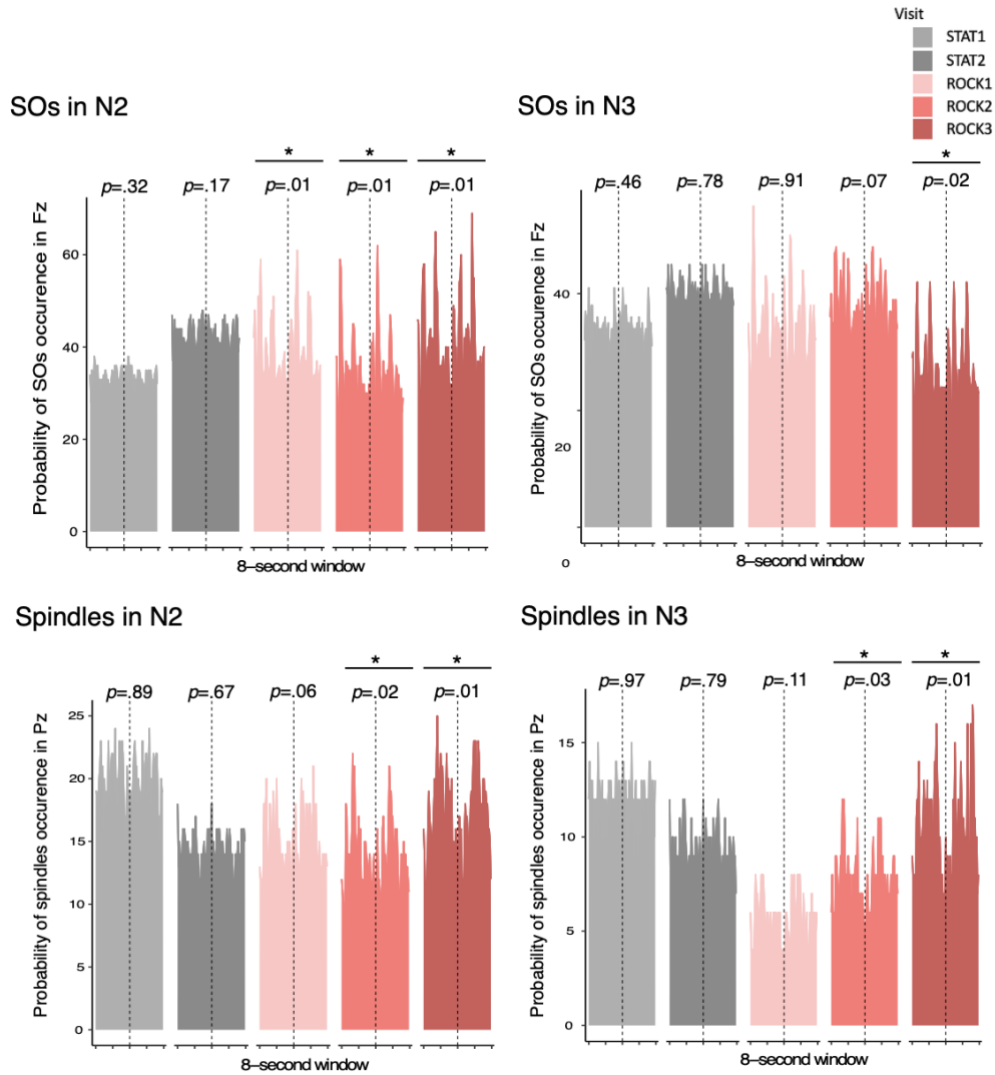 Visit
STAT1
STAT2
ROCK1
ROCK2
ROCK3
SOs in N2
* * *
p=.32 p=.17 p=.01 p=.01 p=.01
Probability of SOs occurence in Fz
60
40
20
0
8–second window
SOs in N3
*
p=.46 p=.78 p=.91 p=.07 p=.02
Probability of SOs occurence in Fz
40
20
o
8–second window
Spindles in N2
* *
p=.89 p=.67 p=.06 p=.02 p=.01
Probability of spindles occurence in Pz
25
20
15
10
5
0
8–second window
Spindles in N3
* *
p=.97 p=.79 p=.11 p=.03 p=.01
Probability of spindles occurence in Pz
15
10
5
0
8–second window